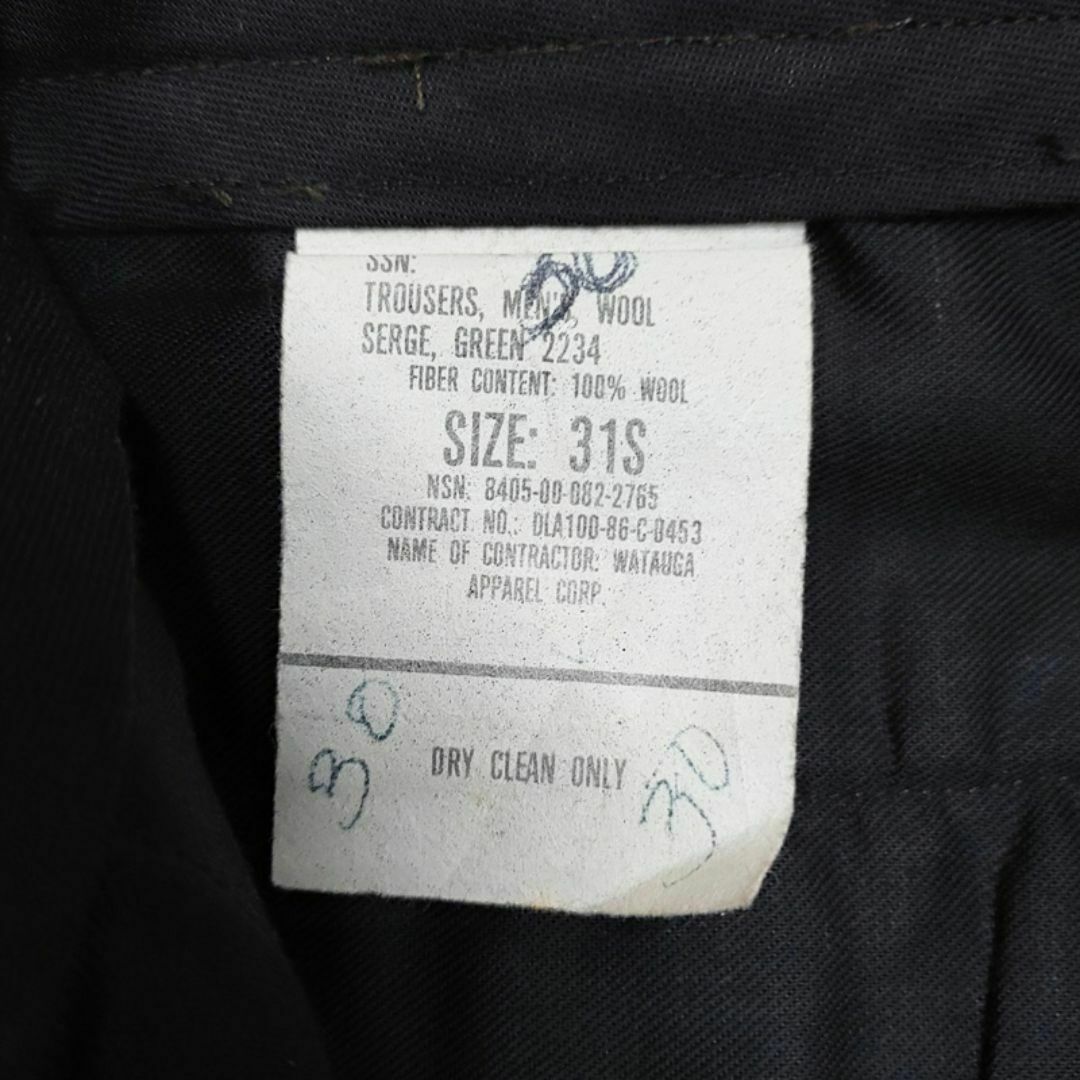 SSN:
30
TROUSERS, MEN'S, WOOL
SERGE, GREEN 2234
FIBER CONTENT: 100% WOOL
SIZE: 31S
NSN: 8405-00-082-2765
CONTRACT NO.: DLA100-86-C-0453
NAME OF CONTRACTOR: WATAUGA
APPAREL CORP.
30
DRY CLEAN ONLY
30